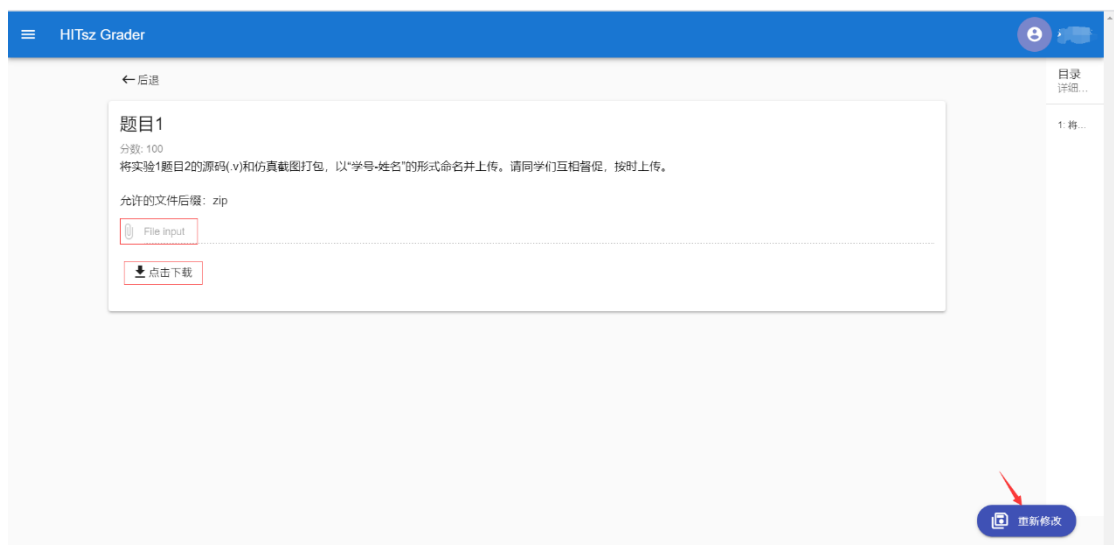 HITsz Grader
后退
目录
详细...
题目1
1: 将...
分数: 100
将实验1题目2的源码(.v)和仿真截图打包，以“学号-姓名”的形式命名并上传。请同学们互相督促，按时上传。
允许的文件后缀：zip
File input
点击下载
重新修改